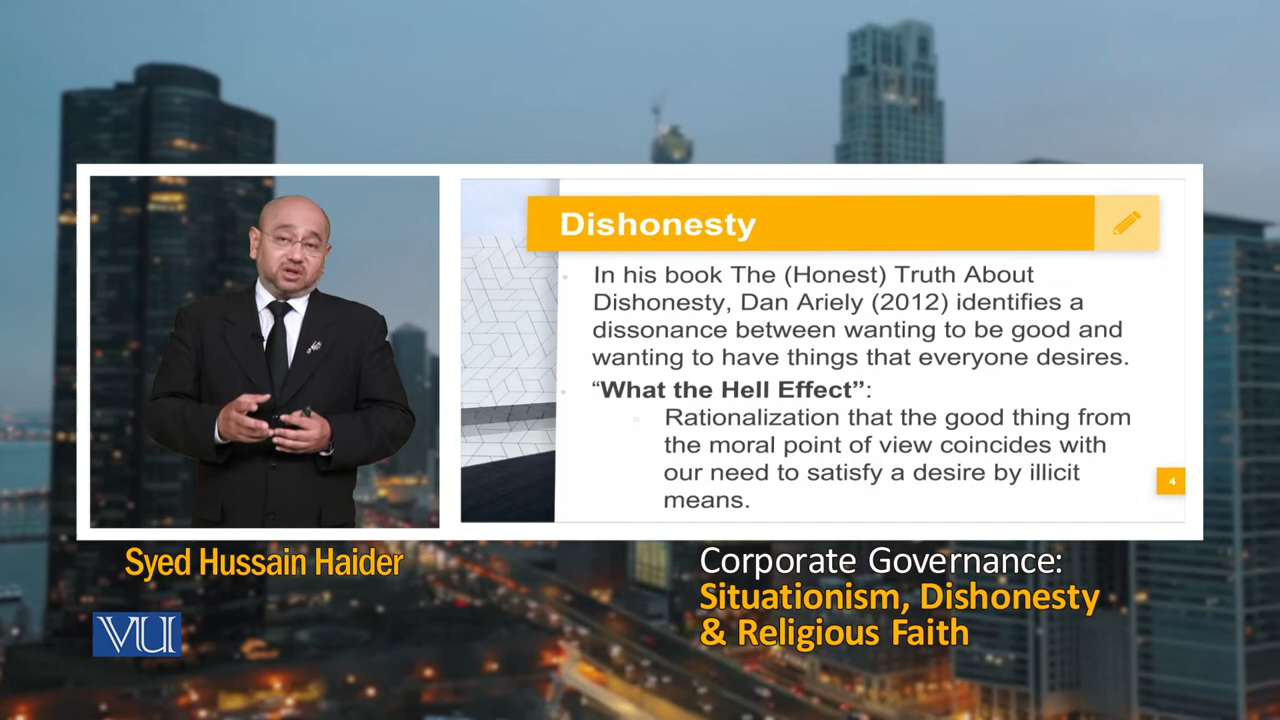 Dishonesty
In his book The (Honest) Truth About
Dishonesty, Dan Ariely (2012) identifies a
dissonance between wanting to be good and
wanting to have things that everyone desires.
“What the Hell Effect”:
Rationalization that the good thing from
the moral point of view coincides with
our need to satisfy a desire by illicit
means.
4
Syed Hussain Haider
VU
Corporate Governance:
Situationism, Dishonesty
& Religious Faith